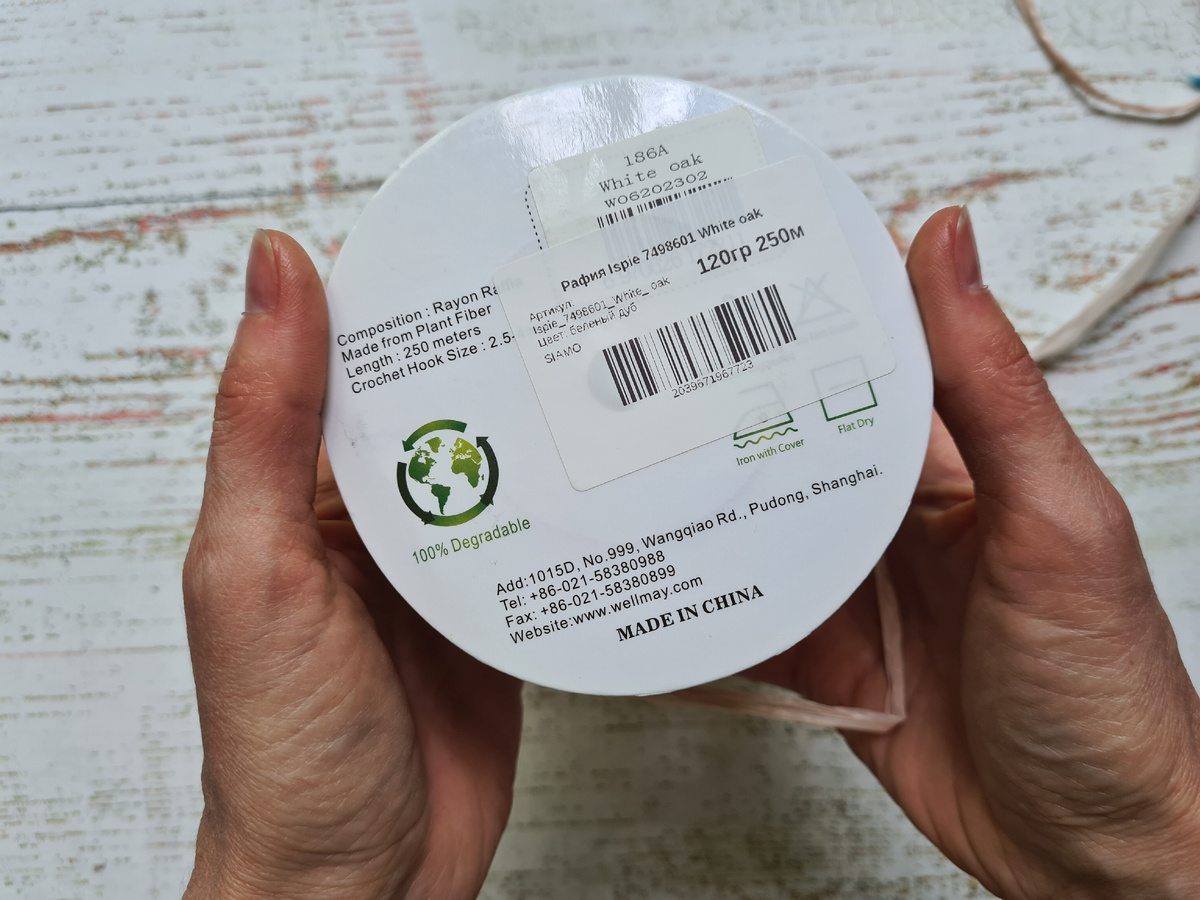 186A
White oak
W06202302
Рафия Ispie 7498601 White oak
120гр 250м
Артикул:
Ispie_7498601_White_ oak
Цвет: беленый дуб
SIAMO
2039671967723
Composition : Rayon
Made from Plant Fiber
Length : 250 meters
Crochet Hook Size : 2.5-
Iron with Cover
Flat Dry
100% Degradable
Add:1015D, No.999, Wangqiao Rd., Pudong, Shanghai.
Tel: +86-021-58380988
Fax: +86-021-58380899
Website:www.wellmay.com
MADE IN CHINA